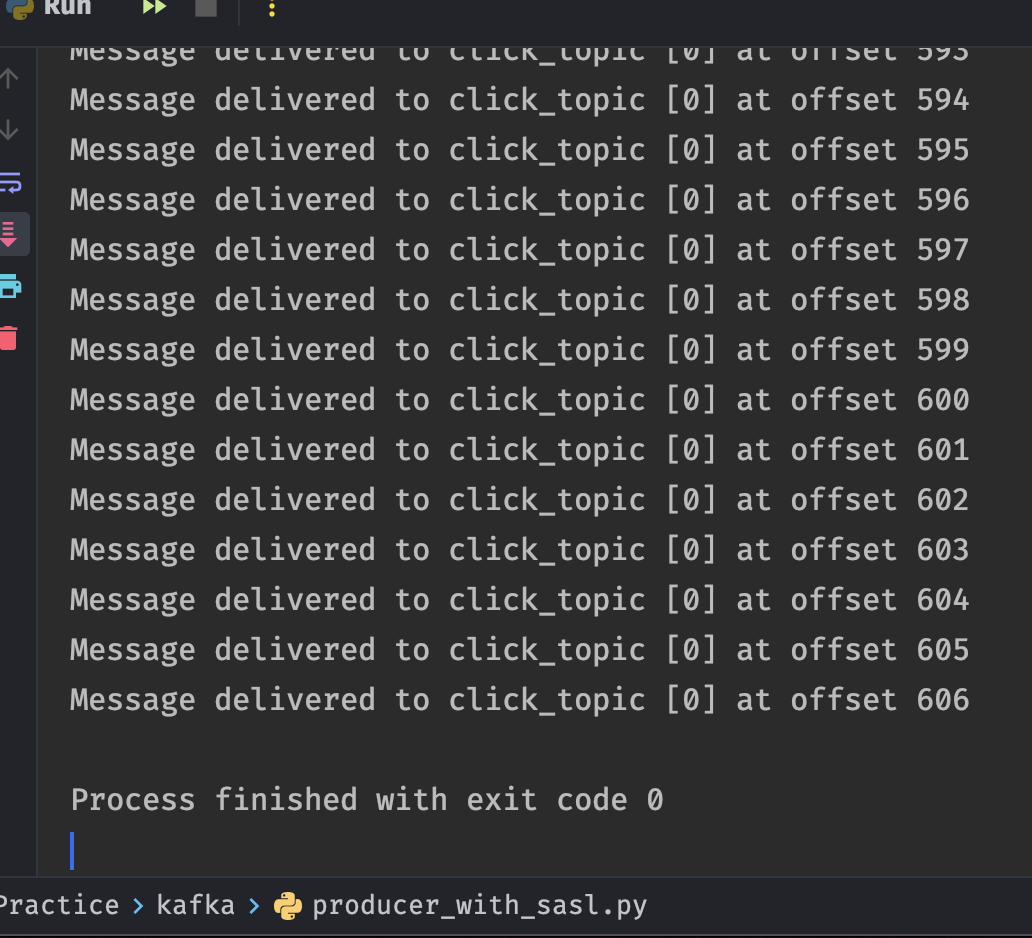 Run
Message delivered to click_topic [0] at offset 593
Message delivered to click_topic [0] at offset 594
Message delivered to click_topic [0] at offset 595
Message delivered to click_topic [0] at offset 596
Message delivered to click_topic [0] at offset 597
Message delivered to click_topic [0] at offset 598
Message delivered to click_topic [0] at offset 599
Message delivered to click_topic [0] at offset 600
Message delivered to click_topic [0] at offset 601
Message delivered to click_topic [0] at offset 602
Message delivered to click_topic [0] at offset 603
Message delivered to click_topic [0] at offset 604
Message delivered to click_topic [0] at offset 605
Message delivered to click_topic [0] at offset 606
Process finished with exit code 0
Practice > kafka > producer_with_sasl.py